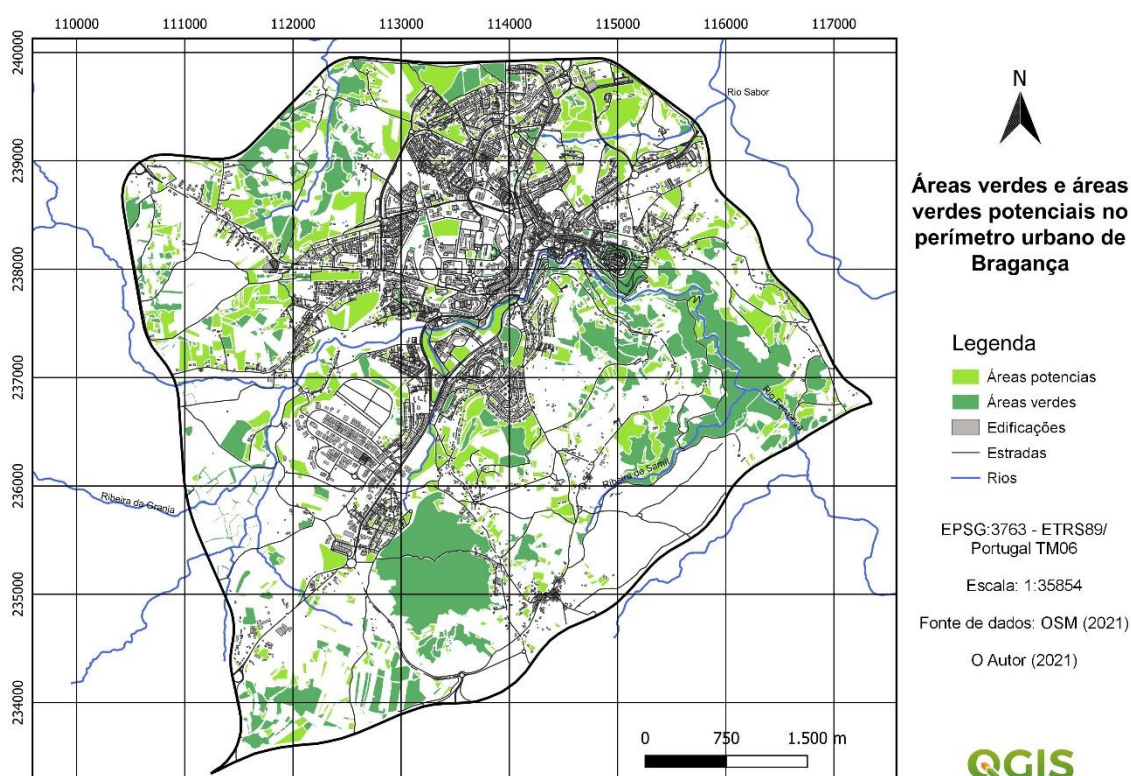 110000 111000 112000 113000 114000 115000 116000 117000
240000
239000
238000
237000
236000
235000
234000
Rio Sabor
Rio Fervença
Ribeira de Samil
Ribeira da Granja
0 750 1.500 m
N
Áreas verdes e áreas
verdes potenciais no
perímetro urbano de
Bragança
Legenda
Áreas potencias
Áreas verdes
Edificações
Estradas
Rios
EPSG:3763 - ETRS89/
Portugal TM06
Escala: 1:35854
Fonte de dados: OSM (2021)
O Autor (2021)
QGIS